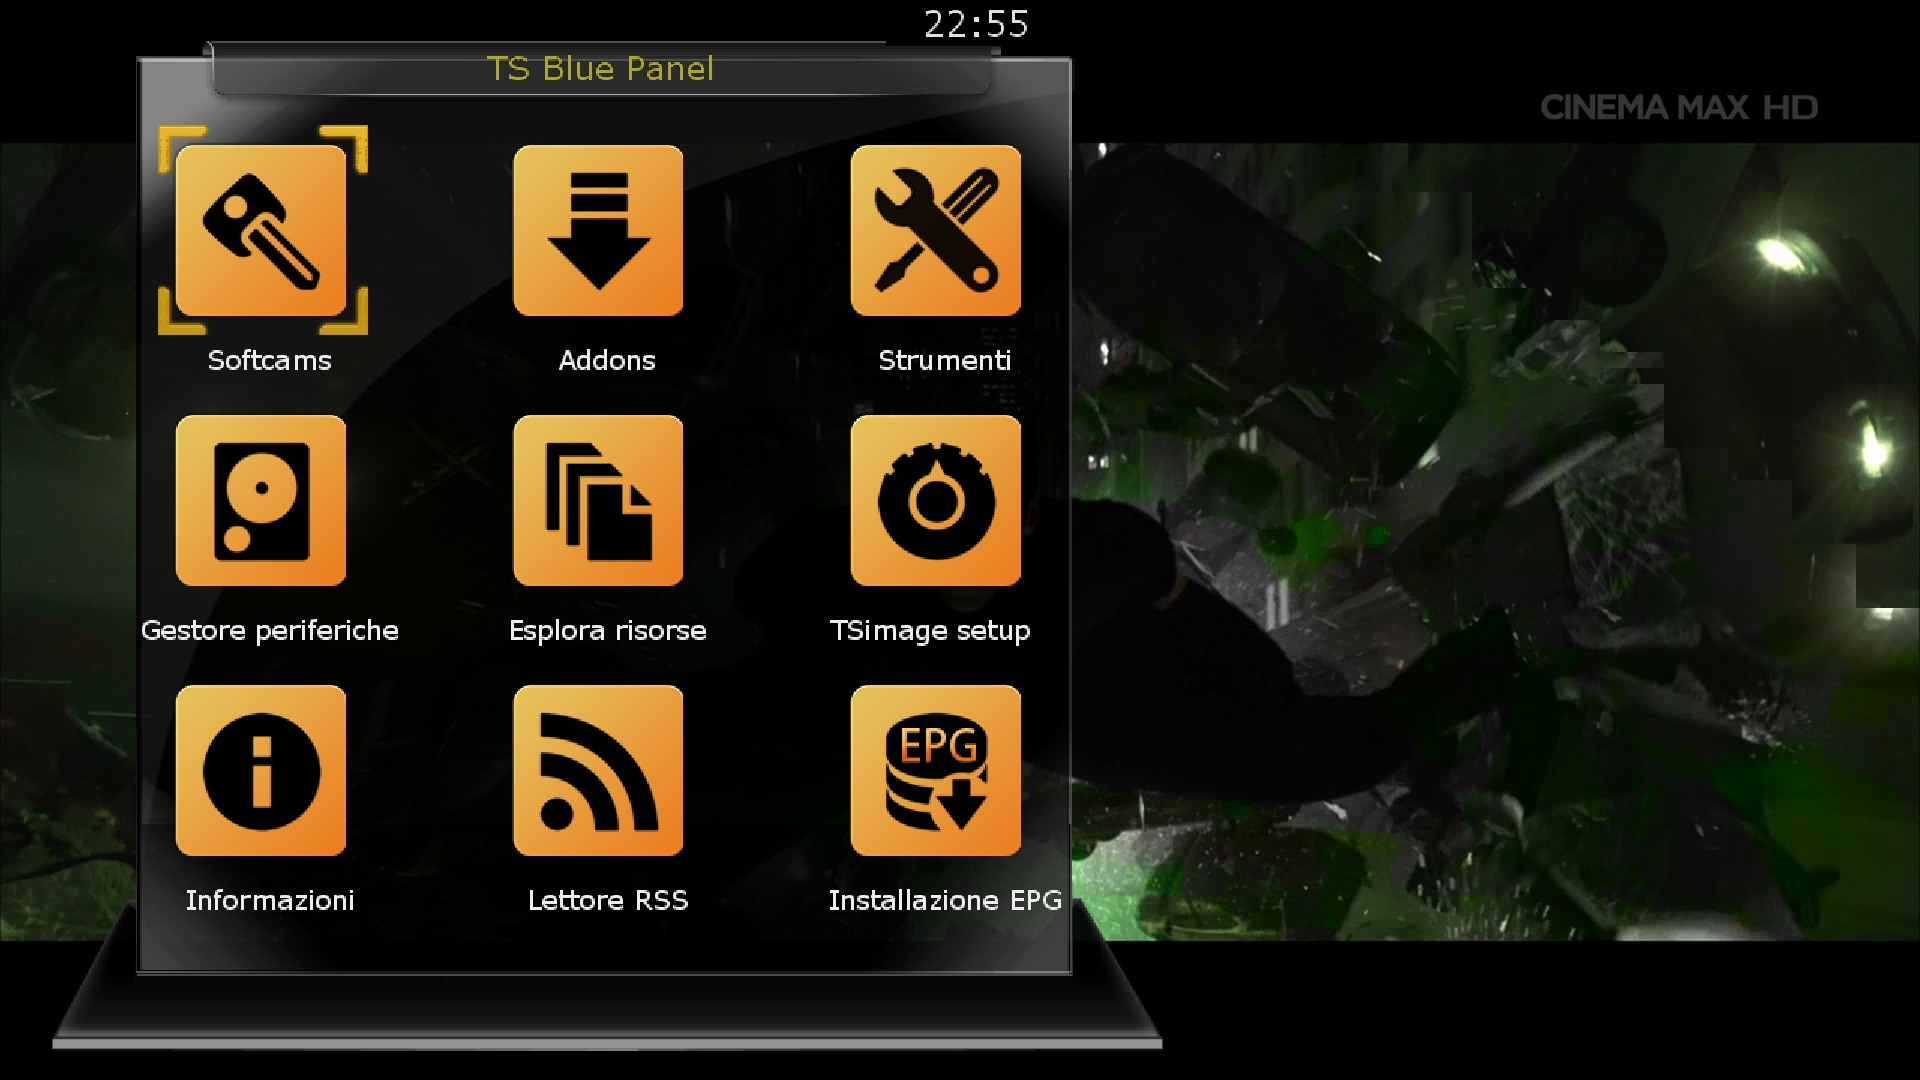 22:55
TS Blue Panel
CINEMA MAX HD
Softcams
Addons
Strumenti
Gestore periferiche
Esplora risorse
TSimage setup
EPG
Informazioni
Lettore RSS
Installazione EPG